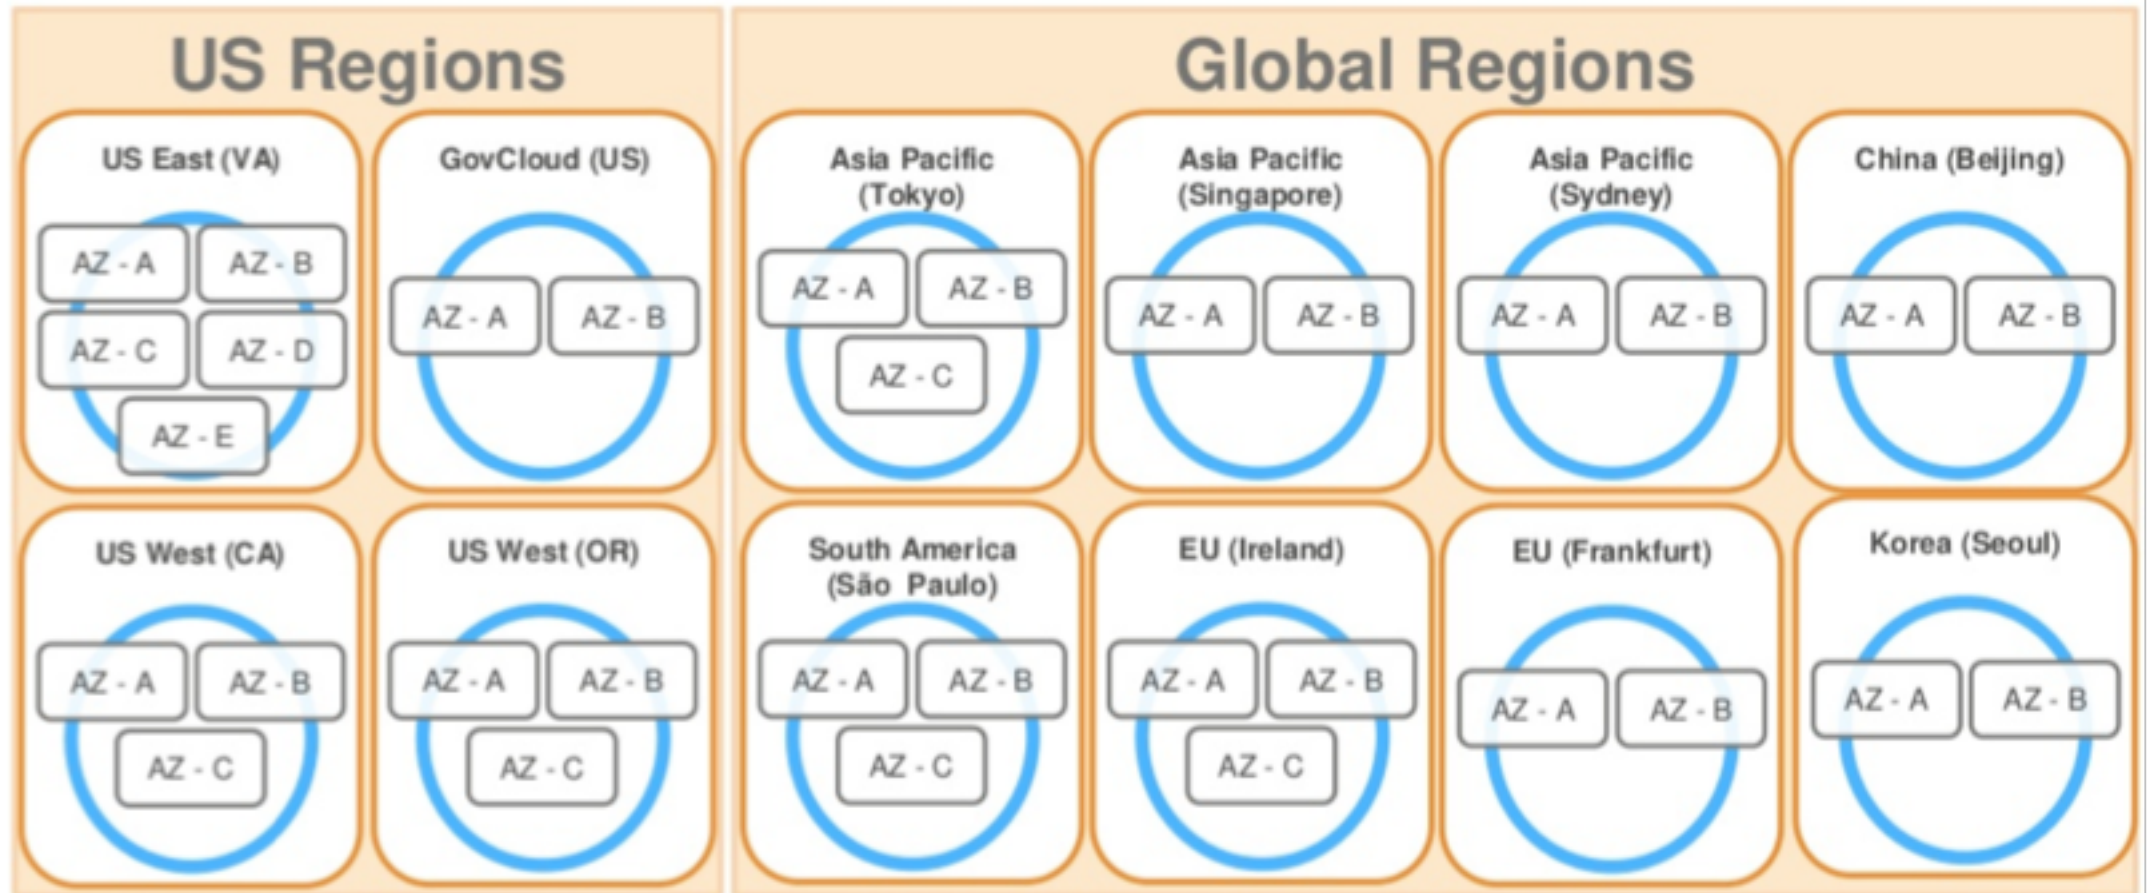 US Regions
Global Regions
US East (VA)
AZ - A
AZ - B
AZ - C
AZ - D
AZ - E
GovCloud (US)
AZ - A
AZ - B
US West (CA)
AZ - A
AZ - B
AZ - C
US West (OR)
AZ - A
AZ - B
AZ - C
Asia Pacific
(Tokyo)
AZ - A
AZ - B
AZ - C
Asia Pacific
(Singapore)
AZ - A
AZ - B
Asia Pacific
(Sydney)
AZ - A
AZ - B
China (Beijing)
AZ - A
AZ - B
South America
(São Paulo)
AZ - A
AZ - B
AZ - C
EU (Ireland)
AZ - A
AZ - B
AZ - C
EU (Frankfurt)
AZ - A
AZ - B
Korea (Seoul)
AZ - A
AZ - B